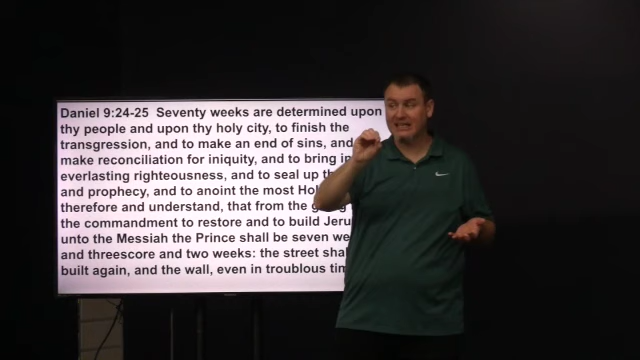 Daniel 9:24-25 Seventy weeks are determined upon
thy people and upon thy holy city, to finish the
transgression, and to make an end of sins, and
make reconciliation for iniquity, and to bring in
everlasting righteousness, and to seal up
and prophecy, and to anoint the most
therefore and understand, that from the
the commandment to restore and to build
unto the Messiah the Prince shall be seven
and threescore and two weeks: the street
built again, and the wall, even in troublous